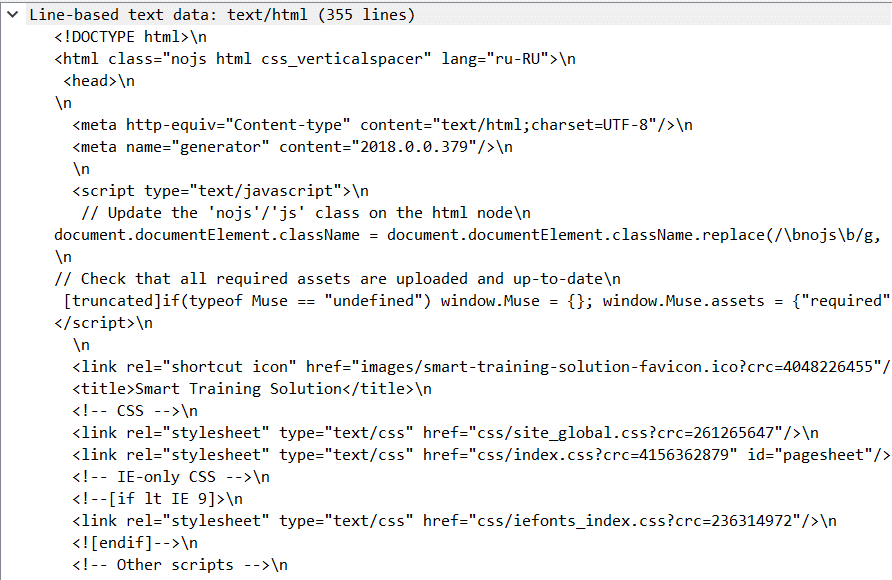 Line-based text data: text/html (355 lines)
<!DOCTYPE html>\n
<html class="nojs html css_verticalspacer" lang="ru-RU">\n
<head>\n
\n
<meta http-equiv="Content-type" content="text/html;charset=UTF-8"/>\n
<meta name="generator" content="2018.0.0.379"/>\n
\n
<script type="text/javascript">\n
// Update the 'nojs'/'js' class on the html node\n
document.documentElement.className = document.documentElement.className.replace(/\bnojs\b/g,
\n
// Check that all required assets are uploaded and up-to-date\n
[truncated]if(typeof Muse == "undefined") window.Muse = {}; window.Muse.assets = {"required"
</script>\n
\n
<link rel="shortcut icon" href="images/smart-training-solution-favicon.ico?crc=4048226455"/
<title>Smart Training Solution</title>\n
<!-- CSS -->\n
<link rel="stylesheet" type="text/css" href="css/site_global.css?crc=261265647"/>\n
<link rel="stylesheet" type="text/css" href="css/index.css?crc=4156362879" id="pagesheet"/>
<!-- IE-only CSS -->\n
<!--[if lt IE 9]>\n
<link rel="stylesheet" type="text/css" href="css/iefonts_index.css?crc=236314972"/>\n
<![endif]-->\n
<!-- Other scripts -->\n